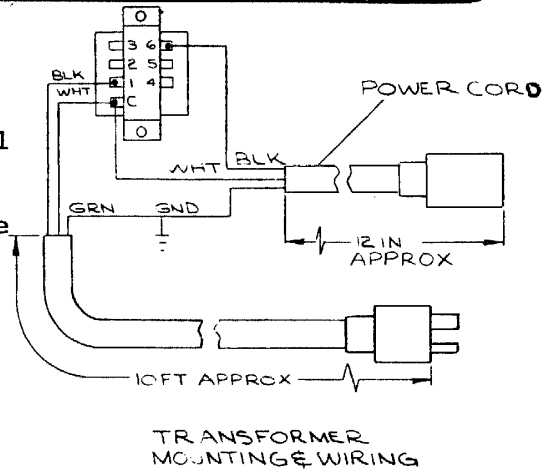 O
3 6
2 5
1 4
C
O
BLK
WHT
POWER CORD
l
WHT BLK
GRN GND
e
12 IN
APPROX
10FT APPROX
TRANSFORMER
MOUNTING & WIRING